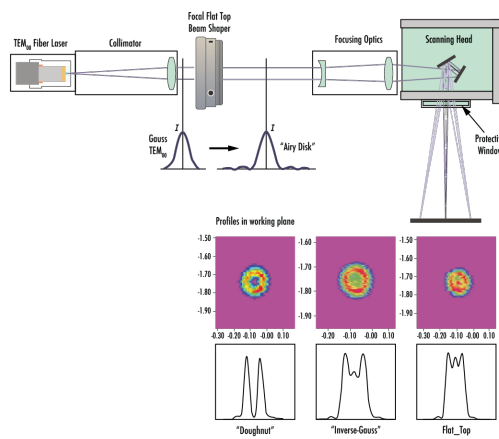 Focal Flat Top
Beam Shaper
TEM00 Fiber Laser
Collimator
Focusing Optics
Scanning Head
I
I
Gauss
TEM00
"Airy Disk"
Protective
Window
Profiles in working plane
-1.50
-1.60
-1.70
-1.80
-1.90
-1.60
-1.70
-1.80
-1.90
-1.50
-1.60
-1.70
-1.80
-1.90
-0.30 -0.20 -0.10 -0.00 0.10
-0.20 -0.10 -0.00 0.10
-0.20 -0.10 -0.00 0.10
"Doughnut"
"Inverse-Gauss"
Flat_Top